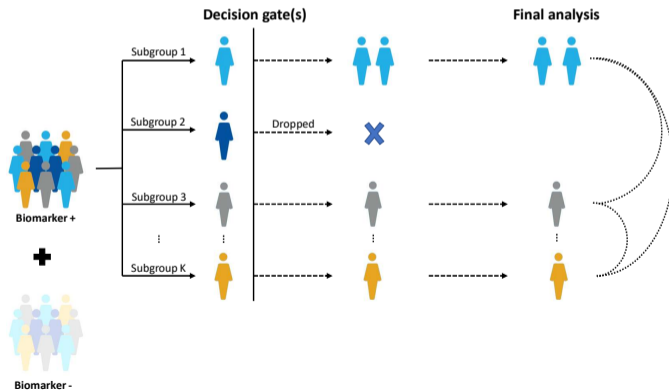 Decision gate(s)
Final analysis
Subgroup 1
Subgroup 2
Dropped
Subgroup 3
Subgroup K
Biomarker +
Biomarker -